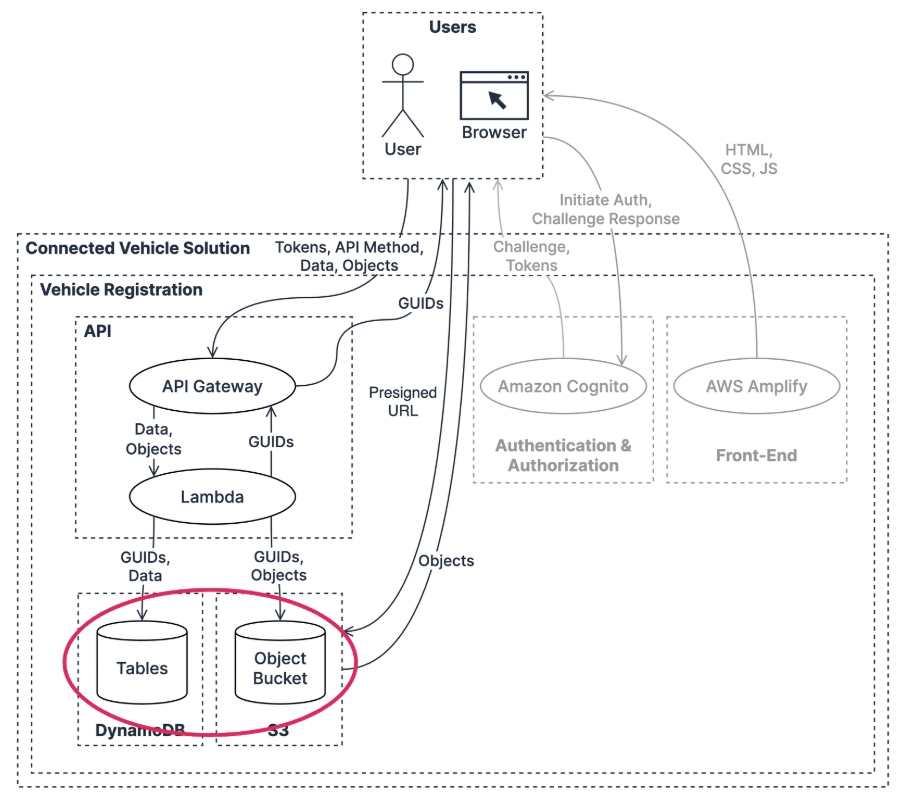 Users
User
Browser
HTML,
CSS, JS
Initiate Auth,
Challenge Response
Connected Vehicle Solution
Tokens, API Method,
Data, Objects
Challenge,
Tokens
Vehicle Registration
GUIDs
API
API Gateway
Amazon Cognito
AWS Amplify
Presigned
URL
Data,
Objects
GUIDs
Authentication &
Authorization
Front-End
Lambda
GUIDs,
Data
GUIDs,
Objects
Objects
Tables
Object
Bucket
DynamoDB
S3